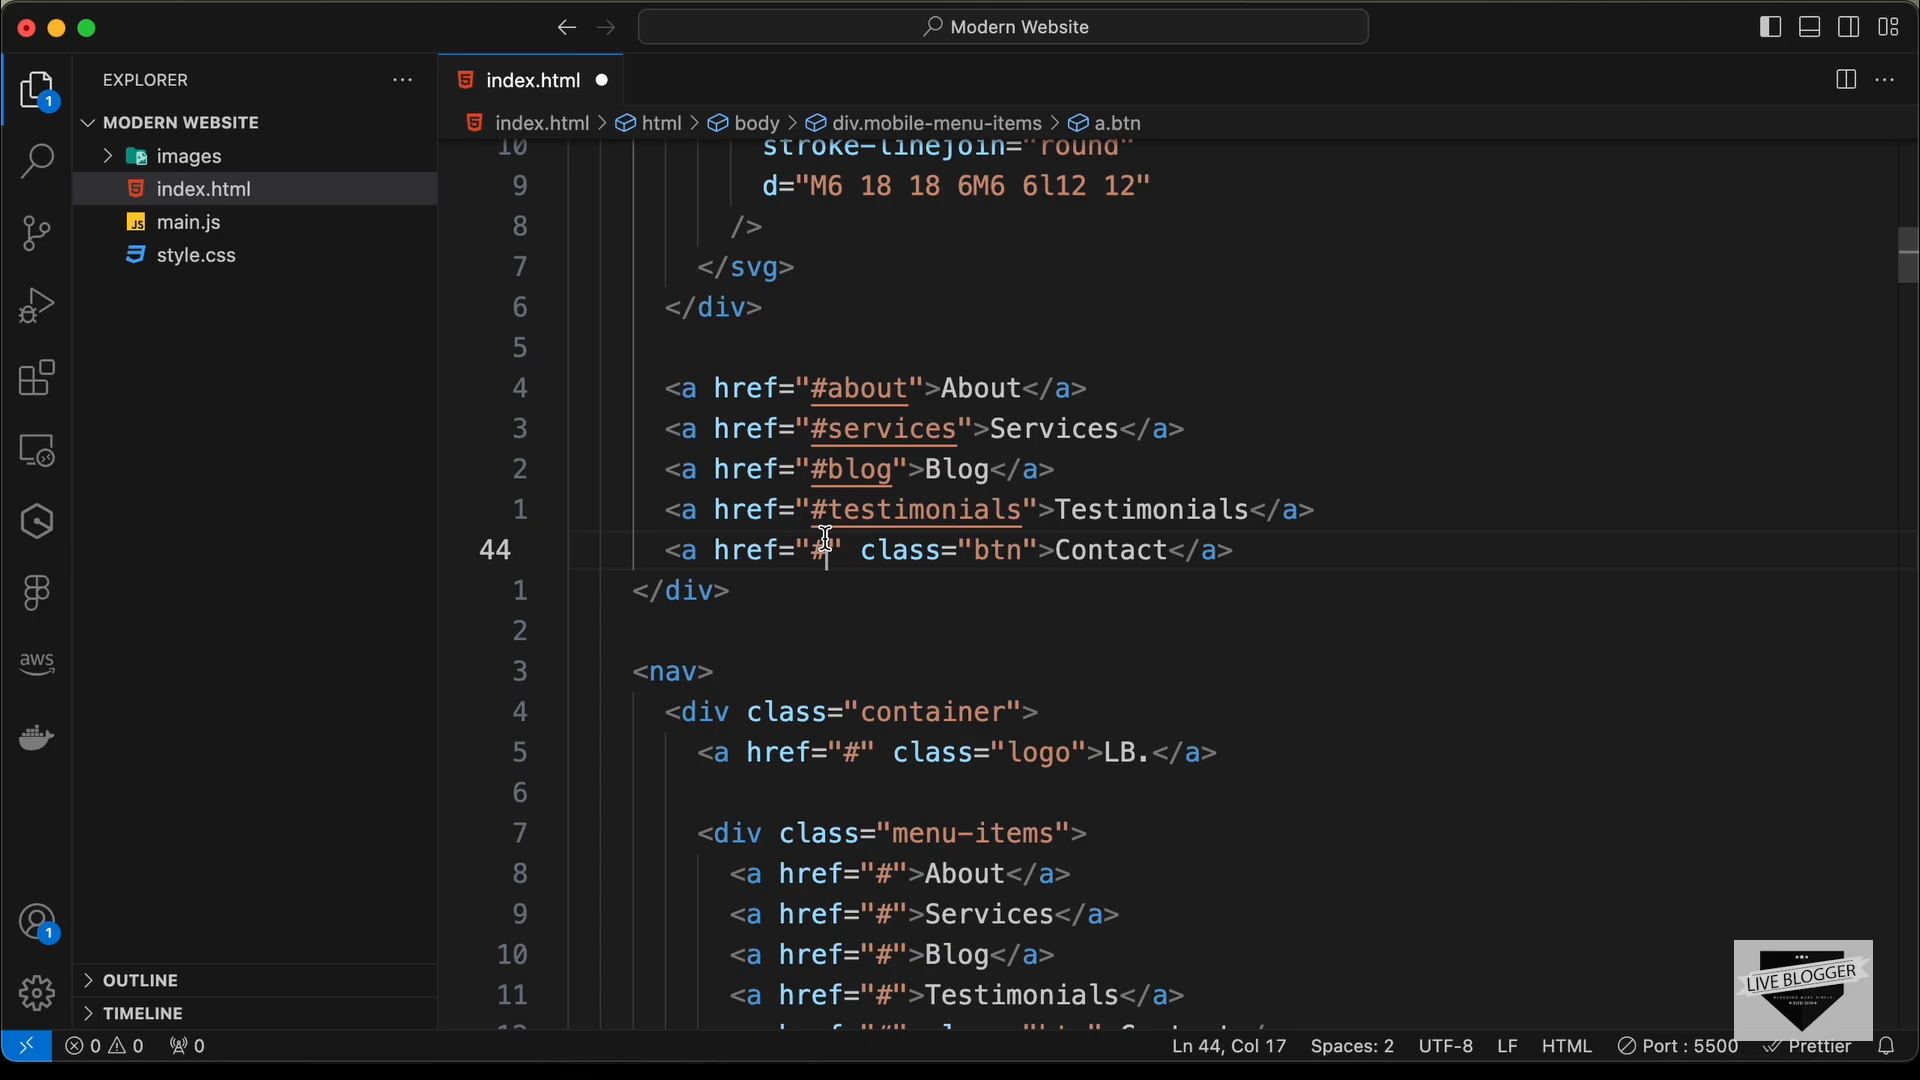 Modern Website
EXPLORER
MODERN WEBSITE
images
index.html
main.js
style.css
OUTLINE
TIMELINE
index.html
index.html > html > body > div.mobile-menu-items > a.btn
10 stroke-linejoin="round"
9 d="M6 18 18 6M6 6l12 12"
8 />
7 </svg>
6 </div>
5
4 <a href="#about">About</a>
3 <a href="#services">Services</a>
2 <a href="#blog">Blog</a>
1 <a href="#testimonials">Testimonials</a>
44 <a href="#" class="btn">Contact</a>
1 </div>
2
3 <nav>
4 <div class="container">
5 <a href="#" class="logo">LB.</a>
6
7 <div class="menu-items">
8 <a href="#">About</a>
9 <a href="#">Services</a>
10 <a href="#">Blog</a>
11 <a href="#">Testimonials</a>
1
aws
1
LIVE BLOGGER
0 0 0
Ln 44, Col 17 Spaces: 2 UTF-8 LF HTML Port : 5500 Prettier